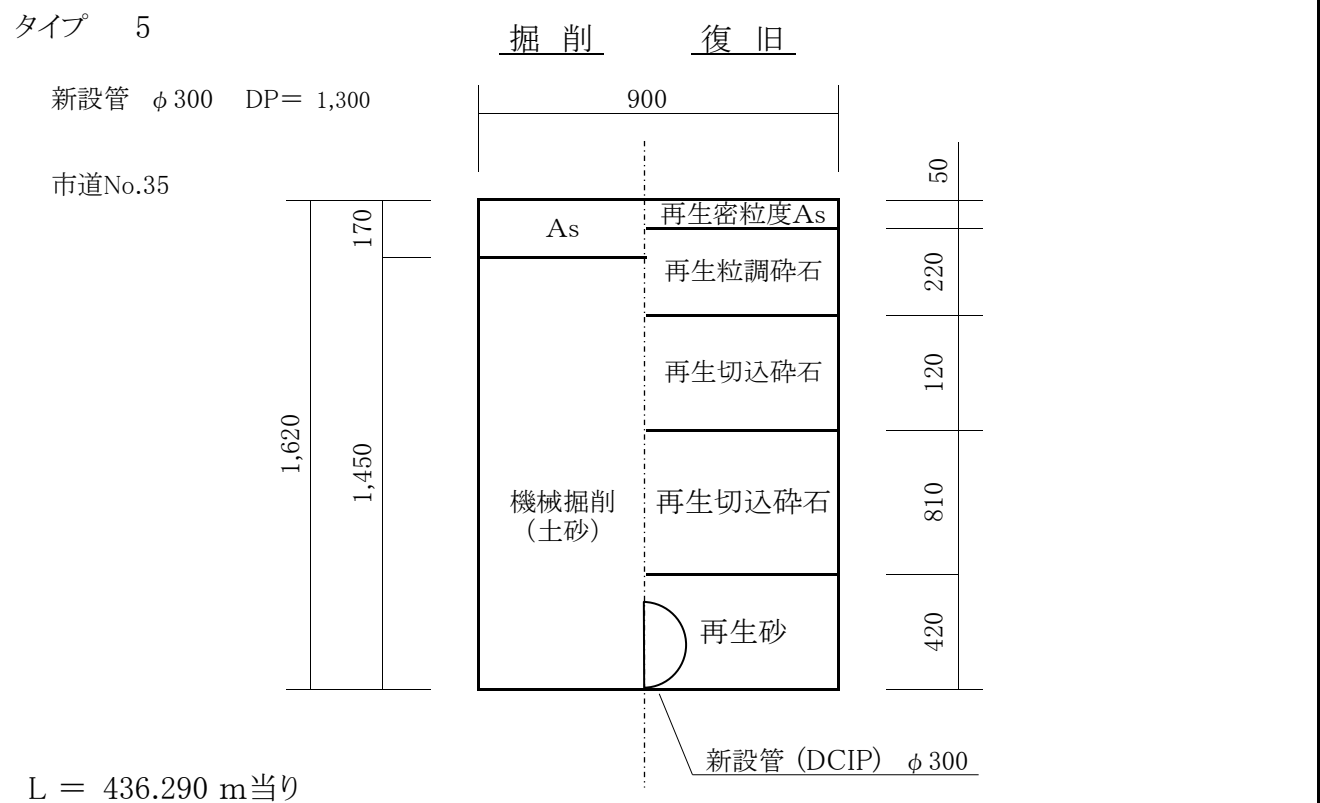 タイプ 5
掘 削 復 旧
新設管 φ300 DP＝ 1,300
900
市道No.35
50
170
As
再生密粒度As
再生粒調砕石
220
再生切込砕石
120
1,620
1,450
機械掘削
（土砂）
再生切込砕石
810
再生砂
420
新設管 (DCIP) φ300
L ＝ 436.290 m当り